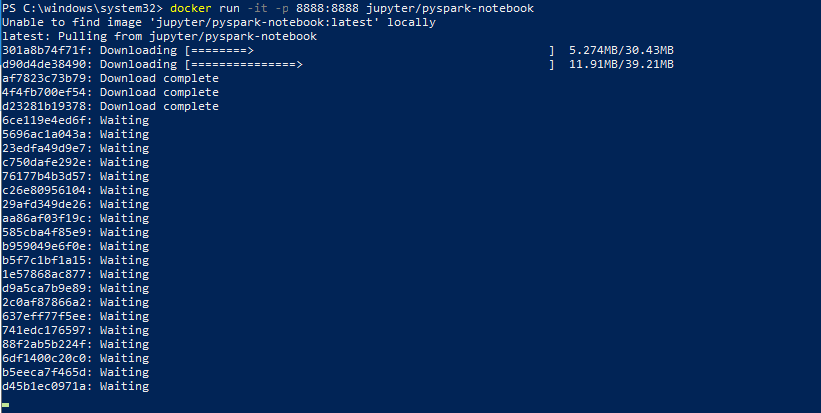 PS C:\windows\system32> docker run -it -p 8888:8888 jupyter/pyspark-notebook
Unable to find image 'jupyter/pyspark-notebook:latest' locally
latest: Pulling from jupyter/pyspark-notebook
301a8b74f71f: Downloading [========>                                          ]  5.274MB/30.43MB
d90d4de38490: Downloading [===============>                                   ]  11.91MB/39.21MB
af7823c73b79: Download complete
4f4fb700ef54: Download complete
d23281b19378: Download complete
6ce119e4ed6f: Waiting
5696ac1a043a: Waiting
23edfa49d9e7: Waiting
c750dafe292e: Waiting
76177b4b3d57: Waiting
c26e80956104: Waiting
29afd349de26: Waiting
aa86af03f19c: Waiting
585cba4f85e9: Waiting
b959049e6f0e: Waiting
b5f7c1bf1a15: Waiting
1e57868ac877: Waiting
d9a5ca7b9e89: Waiting
2c0af87866a2: Waiting
637eff77f5ee: Waiting
741edc176597: Waiting
88f2ab5b224f: Waiting
6df1400c20c0: Waiting
b5eeca7f465d: Waiting
d45b1ec0971a: Waiting